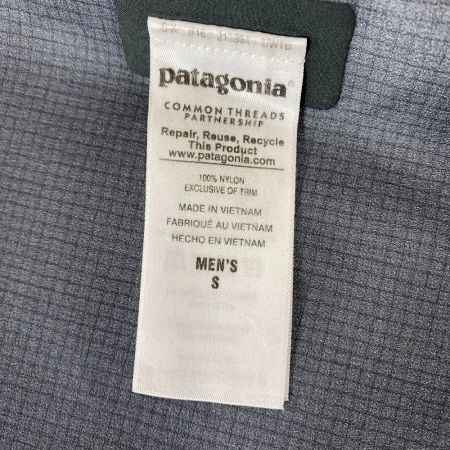 patagonia®
COMMON THREADS
PARTNERSHIP
Repair, Reuse, Recycle
This Product
www.patagonia.com
100% NYLON
EXCLUSIVE OF TRIM
MADE IN VIETNAM
FABRIQUÉ AU VIETNAM
HECHO EN VIETNAM
MEN'S
S